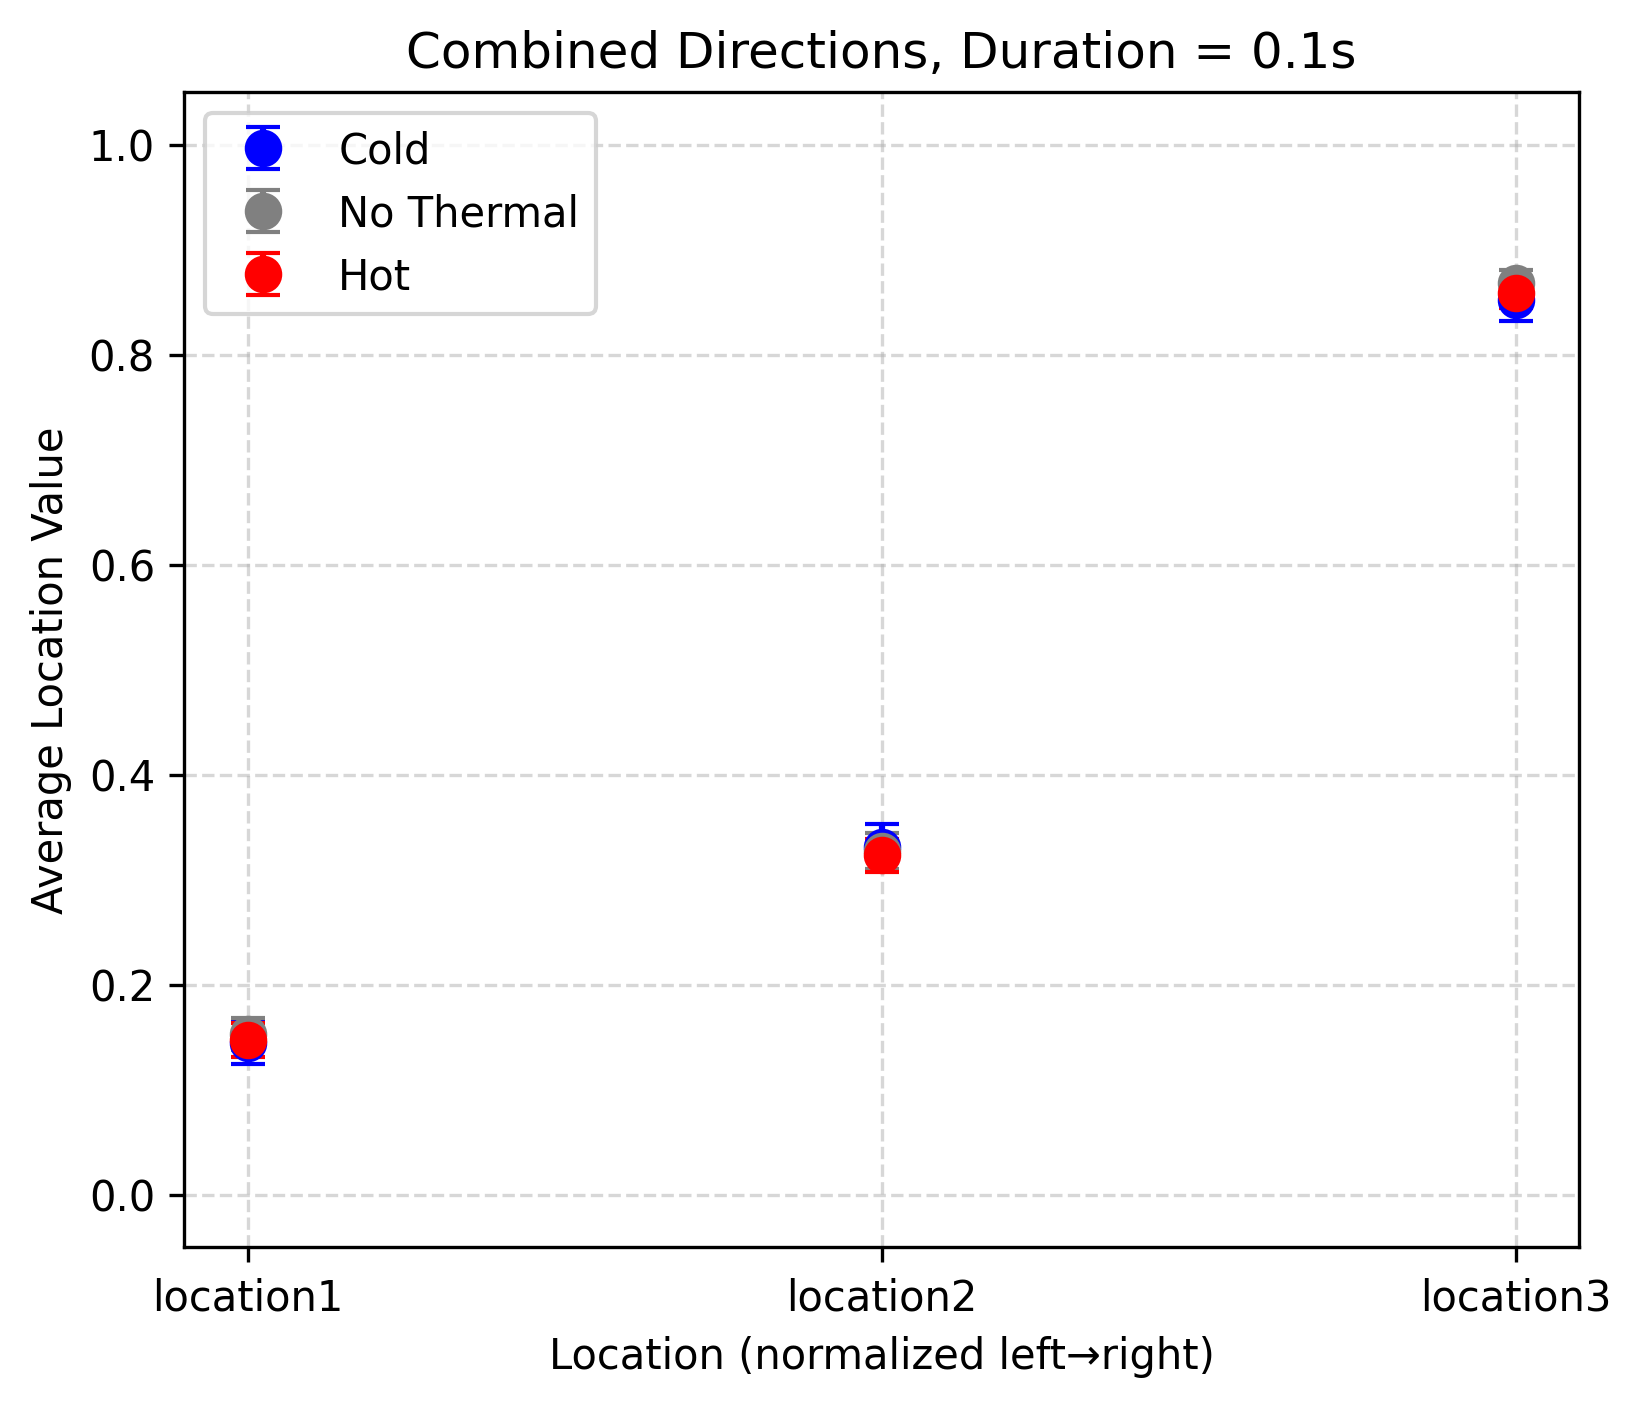 Combined Directions, Duration = 0.1s
Cold
No Thermal
Hot
1.0
0.8
0.6
0.4
0.2
0.0
Average Location Value
location1
location2
location3
Location (normalized left→right)